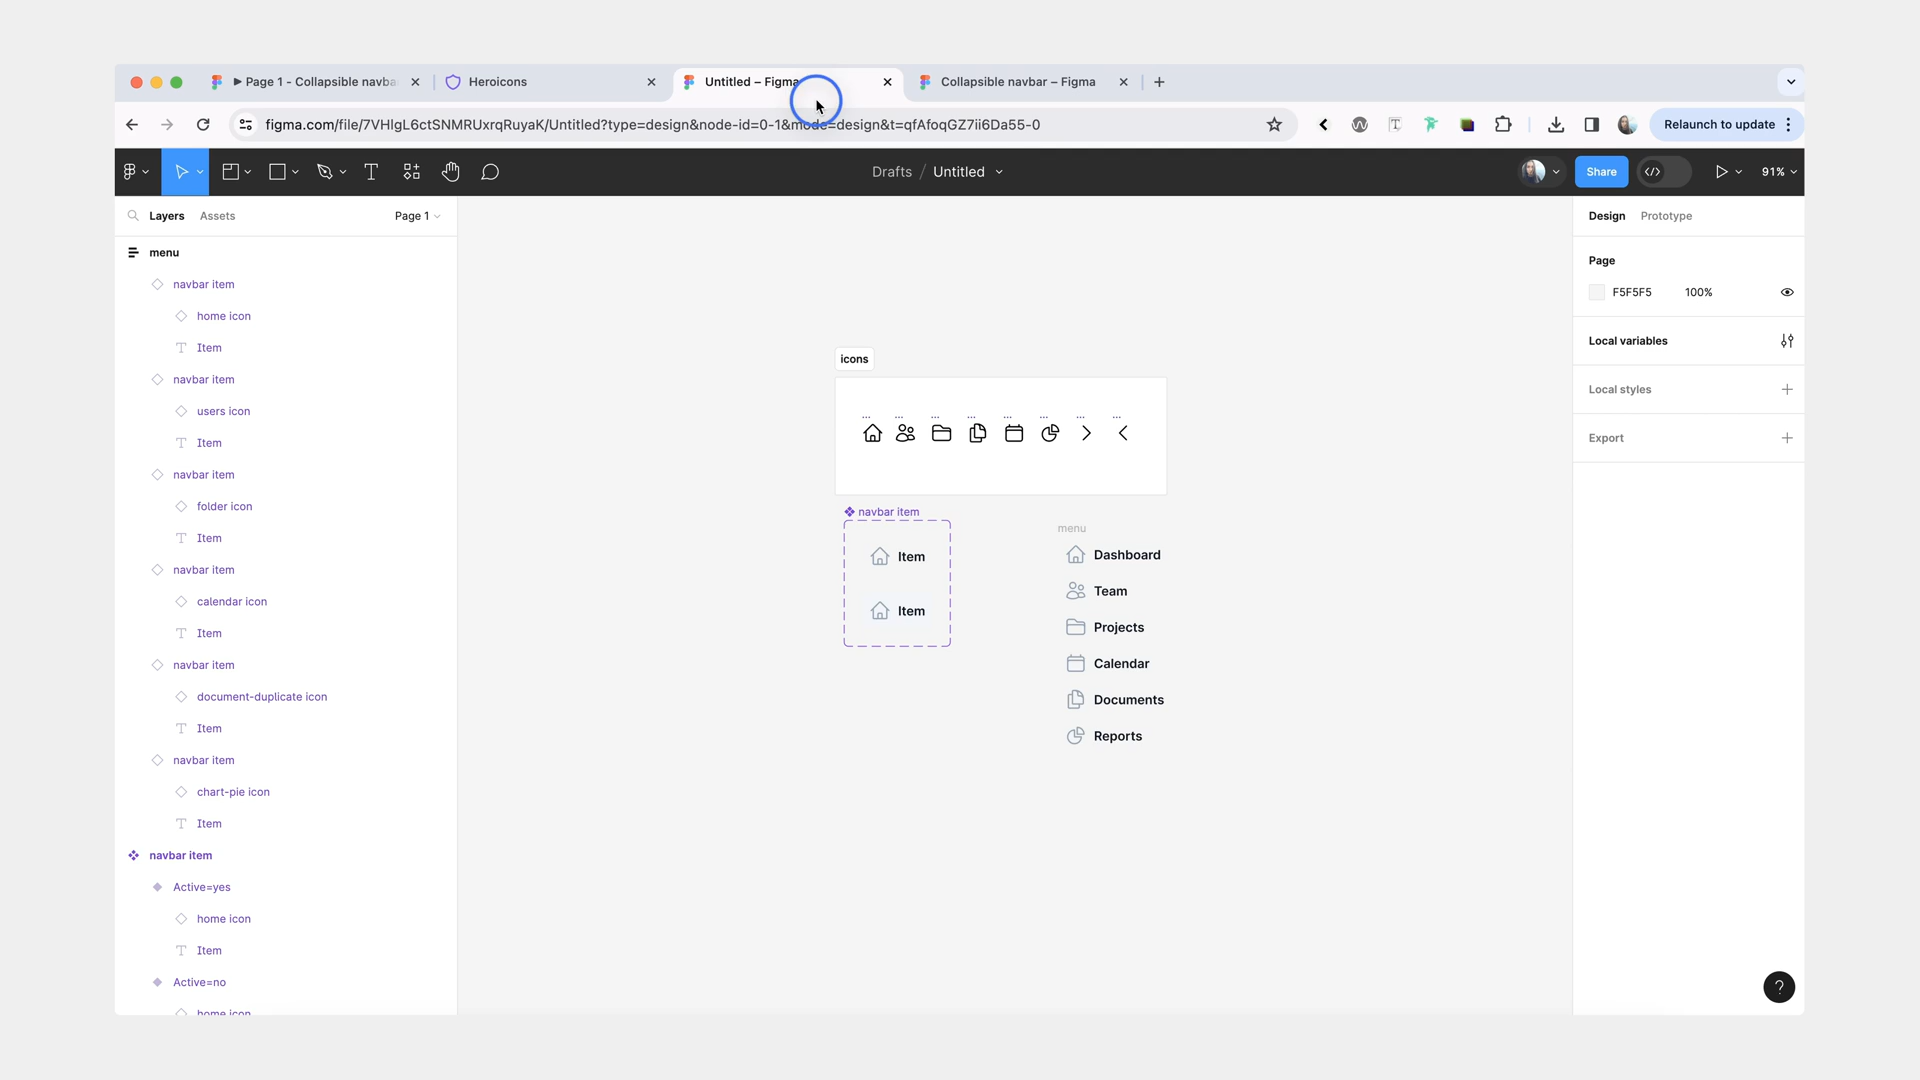 Page 1 - Collapsible navba
Heroicons
Untitled – Figma
Collapsible navbar – Figma
figma.com/file/7VHlgL6ctSNMRUxrqRuyaK/Untitled?type=design&node-id=0-1&mode=design&t=qfAfoqGZ7ii6Da55-0
Relaunch to update
Drafts / Untitled
Share
91%
Layers
Assets
Page 1
Design
Prototype
menu
navbar item
home icon
Item
navbar item
users icon
Item
navbar item
folder icon
Item
navbar item
calendar icon
Item
navbar item
document-duplicate icon
Item
navbar item
chart-pie icon
Item
navbar item
Active=yes
home icon
Item
Active=no
home icon
icons
... ... ... ... ... ... ... ...
navbar item
Item
Item
menu
Dashboard
Team
Projects
Calendar
Documents
Reports
Page
F5F5F5 100%
Local variables
Local styles
Export
?